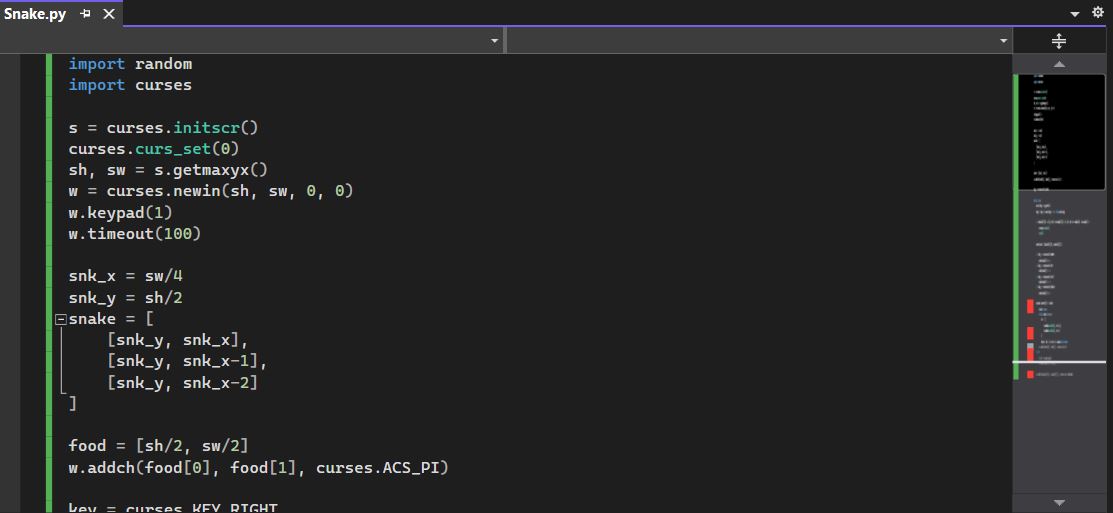 Snake.py
import random
import curses
s = curses.initscr()
curses.curs_set(0)
sh, sw = s.getmaxyx()
w = curses.newin(sh, sw, 0, 0)
w.keypad(1)
w.timeout(100)
snk_x = sw/4
snk_y = sh/2
snake = [
[snk_y, snk_x],
[snk_y, snk_x-1],
[snk_y, snk_x-2]
]
food = [sh/2, sw/2]
w.addch(food[0], food[1], curses.ACS_PI)
key = curses.KEY_RIGHT